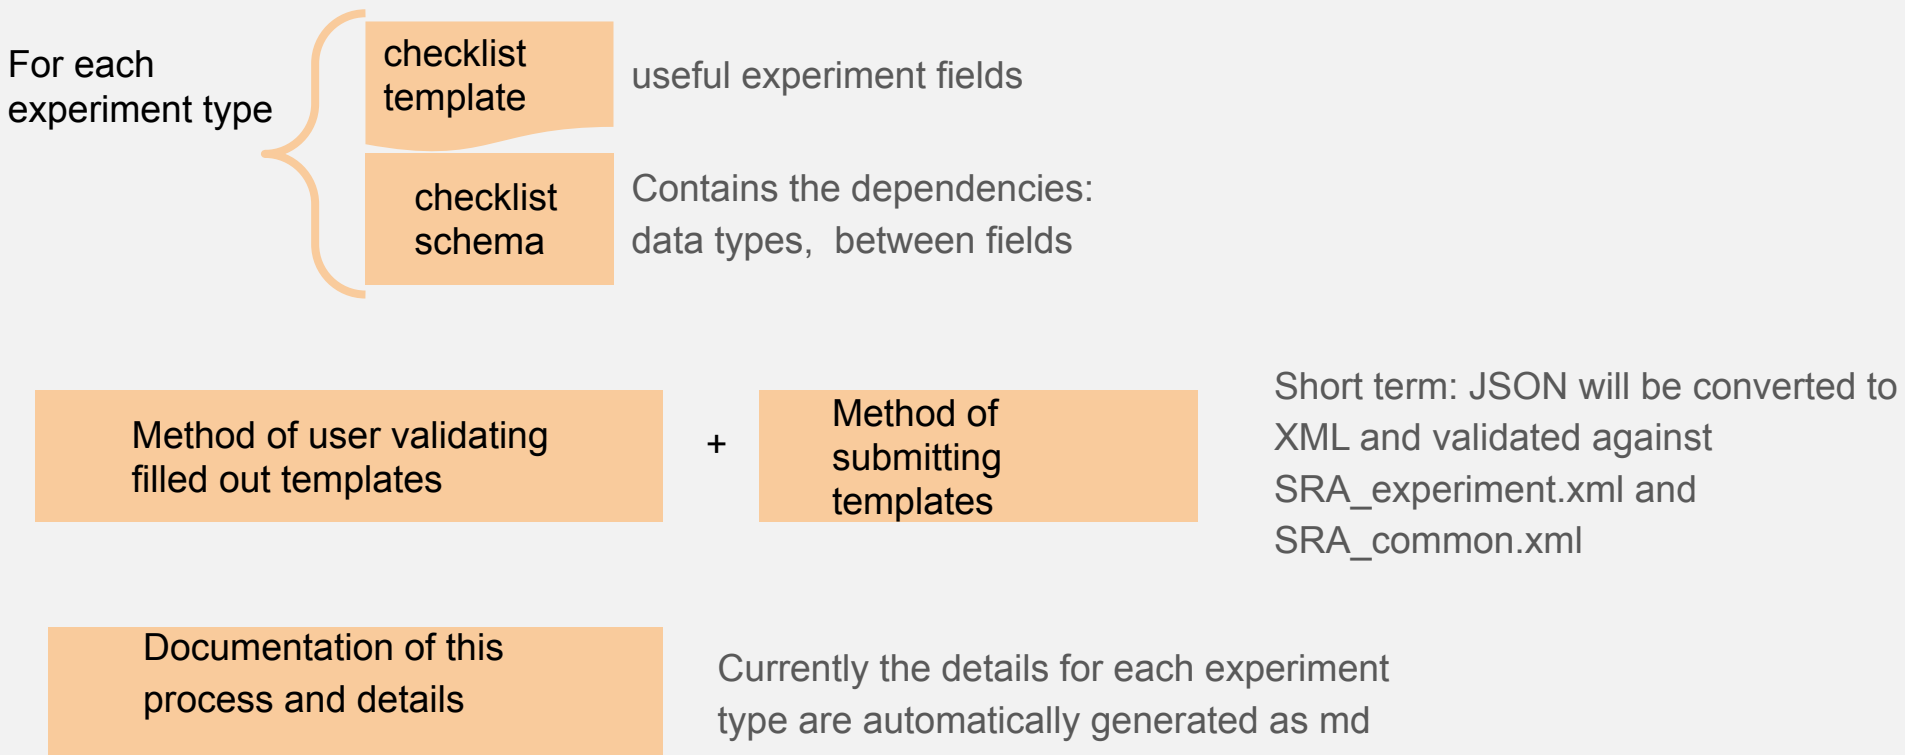 For each
experiment type
checklist
template
useful experiment fields
checklist
schema
Contains the dependencies:
data types,  between fields
Method of user validating
filled out templates
+
Method of
submitting
templates
Short term: JSON will be converted to
XML and validated against
SRA_experiment.xml and
SRA_common.xml
Documentation of this
process and details
Currently the details for each experiment
type are automatically generated as md